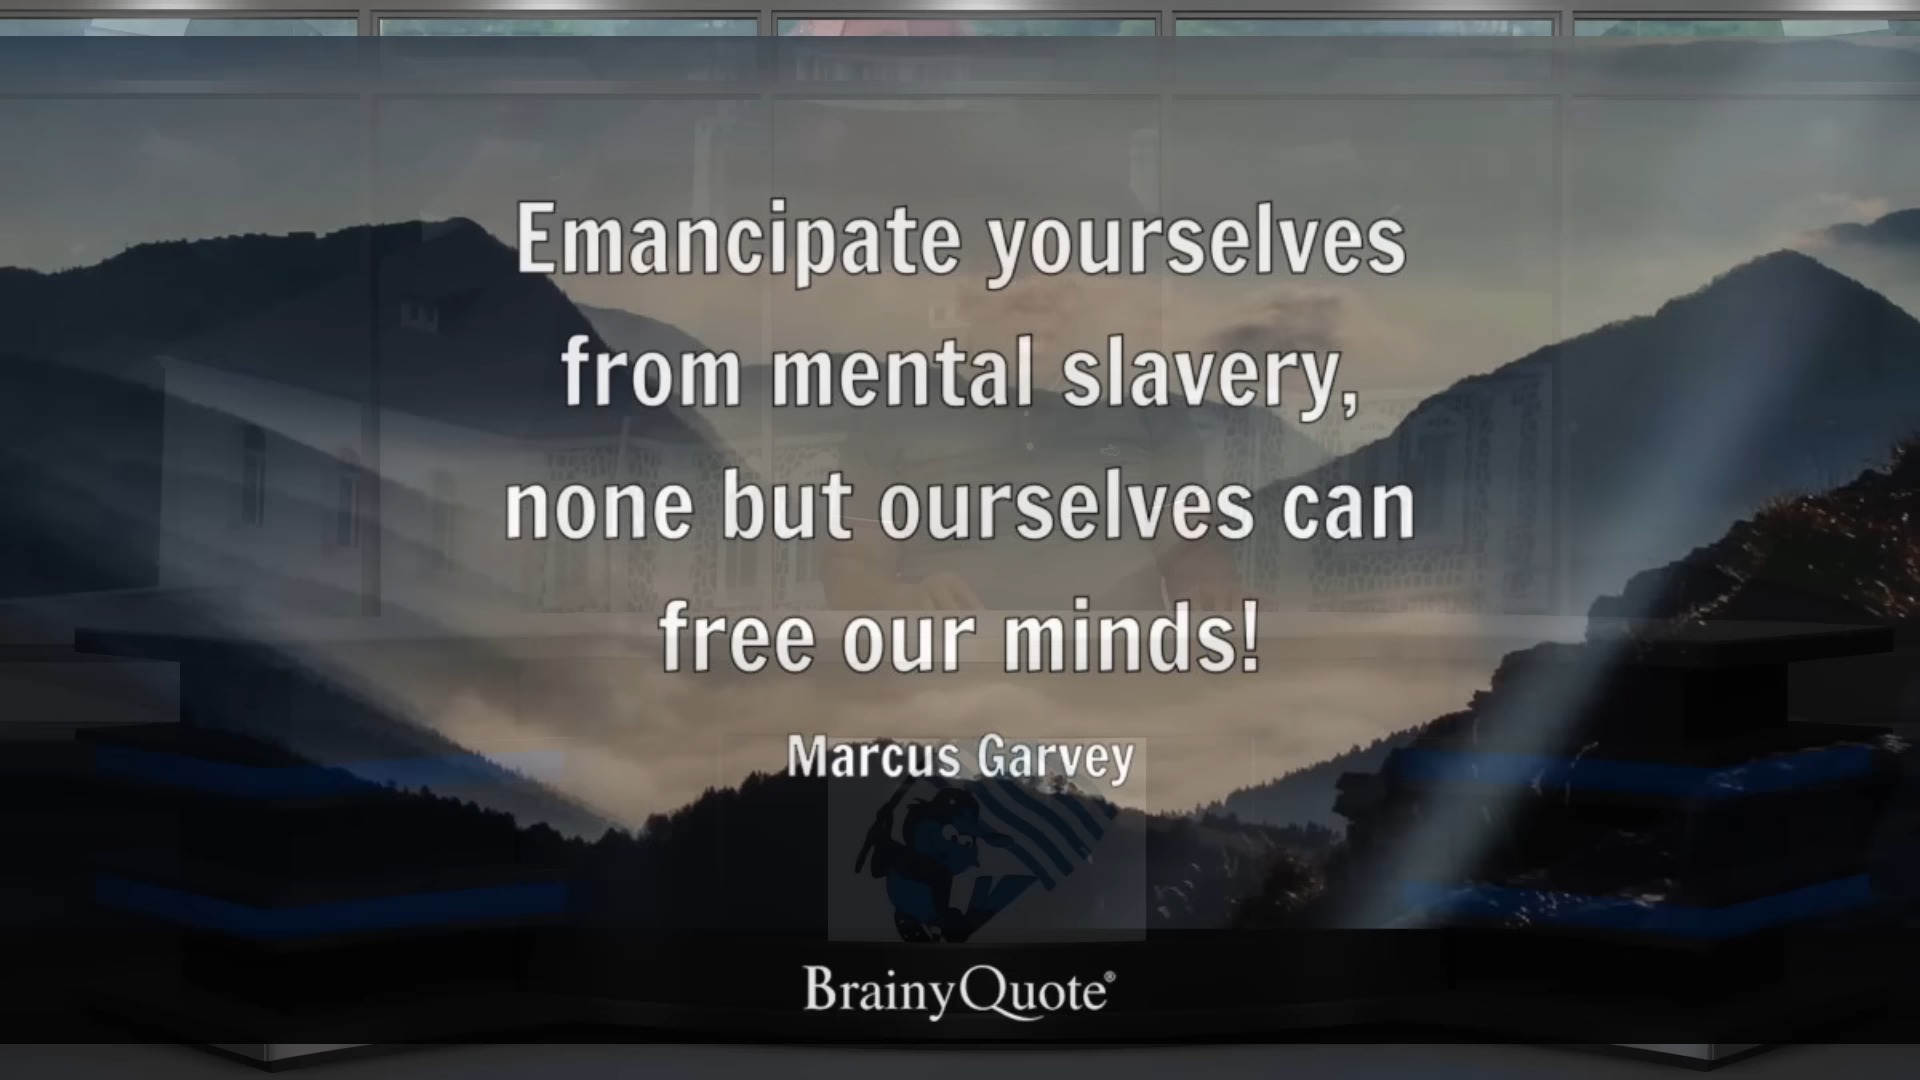 Emancipate yourselves
from mental slavery,
none but ourselves can
free our minds!
Marcus Garvey
BrainyQuote®